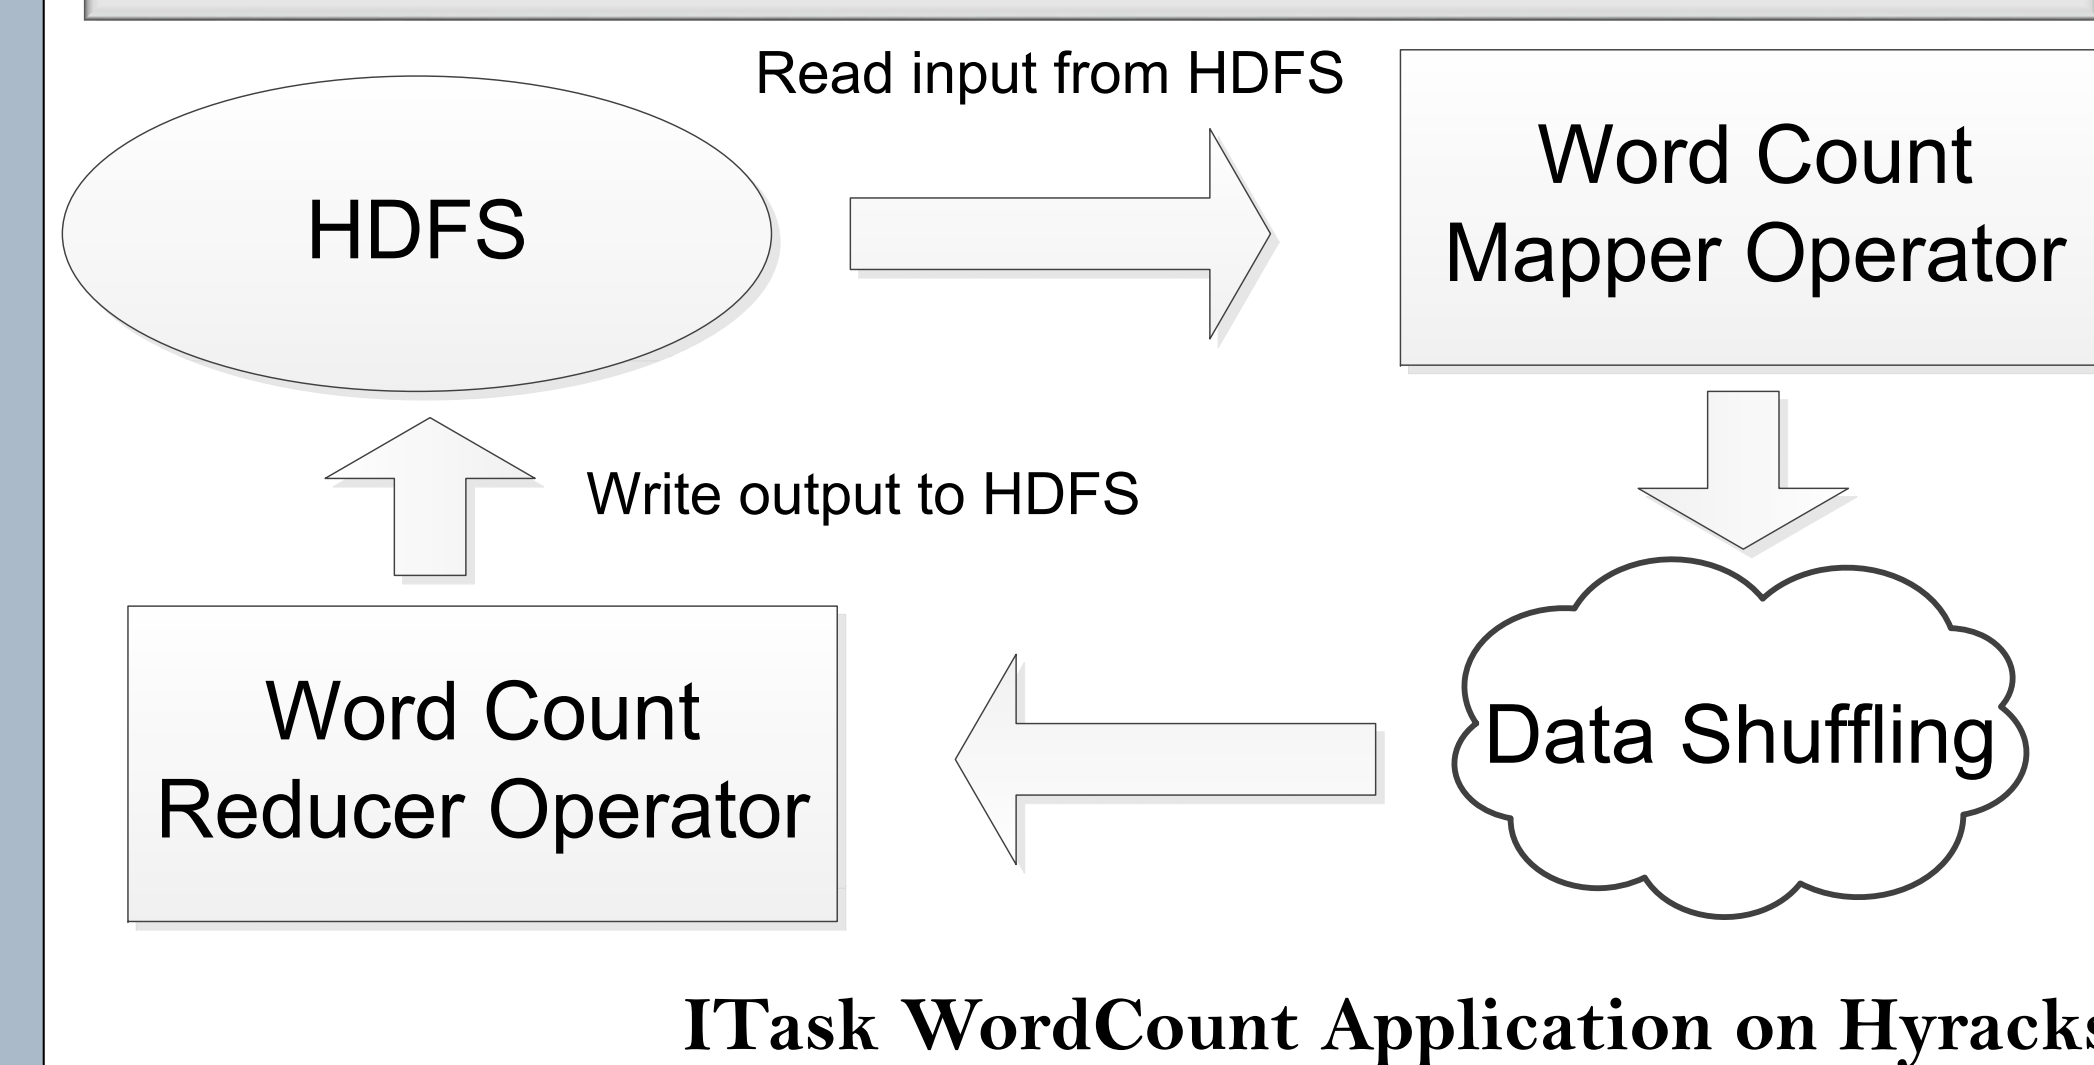 Read input from HDFS
HDFS
Word Count
Mapper Operator
Write output to HDFS
Word Count
Reducer Operator
Data Shuffling
ITask WordCount Application on Hyracks